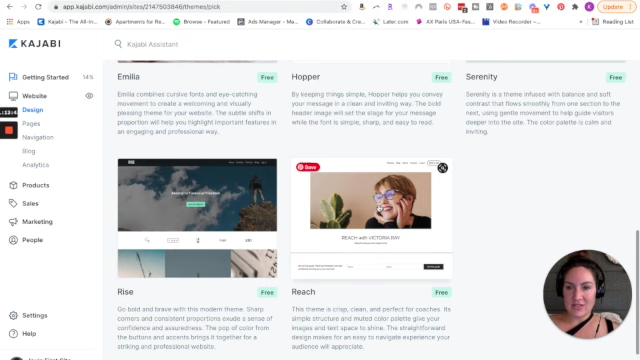 app.kajabi.com/admin/sites/2147503846/themes/pick
Update
Apps
Kajabi | The All-In...
Apartments for Re...
Browse - Featured
Ads Manager - Ma...
Collaborate & Crea...
Later.com
AX Paris USA-Fas...
Video Recorder –...
Reading List
KAJABI
Kajabi Assistant
Getting Started
14%
Website
Design
Pages
Navigation
Blog
Analytics
Products
Sales
Marketing
People
Settings
Help
Emilia
Free
Emilia combines cursive fonts and eye-catching
movement to create a welcoming and visually
pleasing theme for your website. The subtle shifts in
proportion will help you highlight important features in
an engaging and professional way.
Hopper
Free
By keeping things simple, Hopper helps you convey
your message in a clean and inviting way. The bold
header image will set the stage for your message
while the font is simple, sharp, and easy to read.
Serenity
Free
Serenity is a theme infused with balance and soft
contrast that flows smoothly from one section to the
next, using gentle movement to help guide visitors
deeper into the site. The color palette is calm and
inviting.
Save
REACH with VICTORIA RAY
Rise
Free
Go bold and brave with this modern theme. Sharp
corners and consistent proportions exude a sense of
confidence and assuredness. The pop of color from
the buttons and accents brings it together for a
striking and professional website.
Reach
Free
This theme is crisp, clean, and perfect for coaches. Its
simple structure and muted color palette give your
images and text space to shine. The straightforward
design makes for an easy to navigate experience your
audience will appreciate.